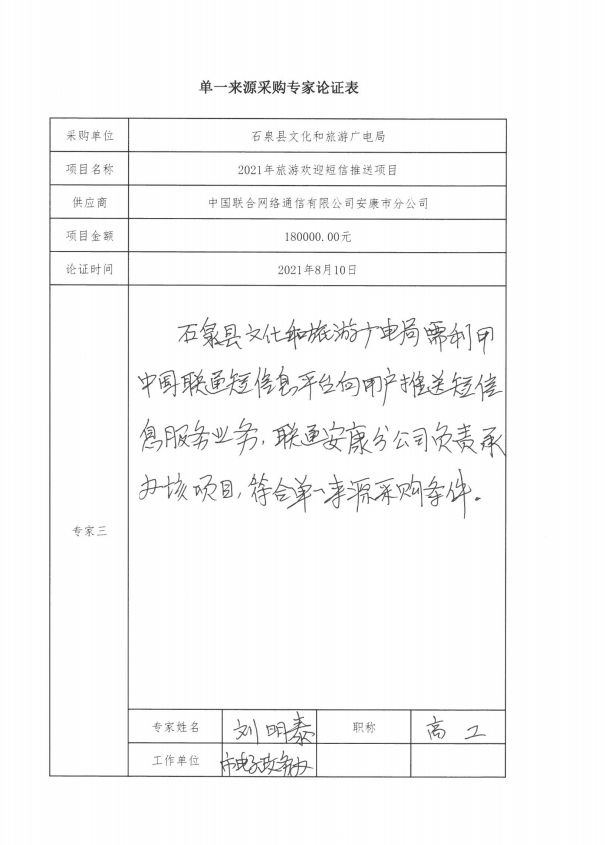 单一来源采购专家论证表
采购单位 石泉县文化和旅游广电局
项目名称 2021年旅游欢迎短信推送项目
供应商 中国联合网络通信有限公司安康市分公司
项目金额 180000.00元
论证时间 2021年8月10日
专家三
石泉县文化和旅游广电局需利用
中国联通短信息平台向用户推送短信
息服务业务,联通安康分公司负责承
办该项目,符合单一来源采购条件。
专家姓名 刘明泰 职称 高工
工作单位 市电子政务办